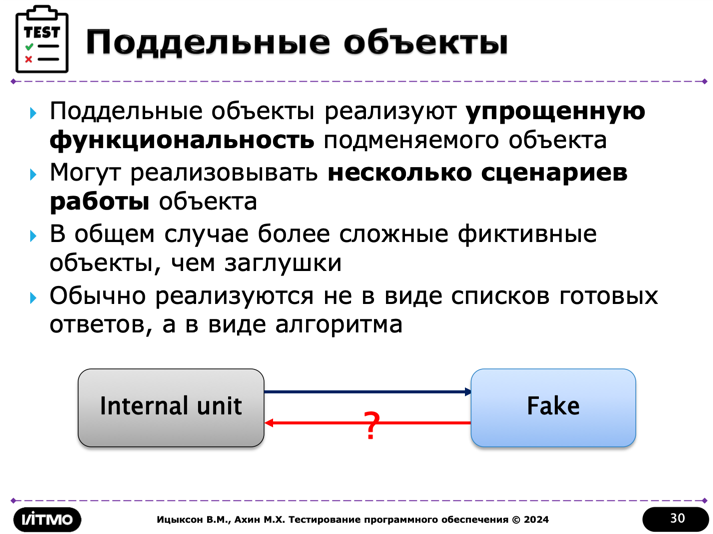 TEST
Поддельные объекты
Поддельные объекты реализуют упрощенную
функциональность подменяемого объекта
Могут реализовывать несколько сценариев
работы объекта
В общем случае более сложные фиктивные
объекты, чем заглушки
Обычно реализуются не в виде списков готовых
ответов, а в виде алгоритма
Internal unit
?
Fake
ИТМО
Ицыксон В.М., Ахин М.Х. Тестирование программного обеспечения © 2024
30